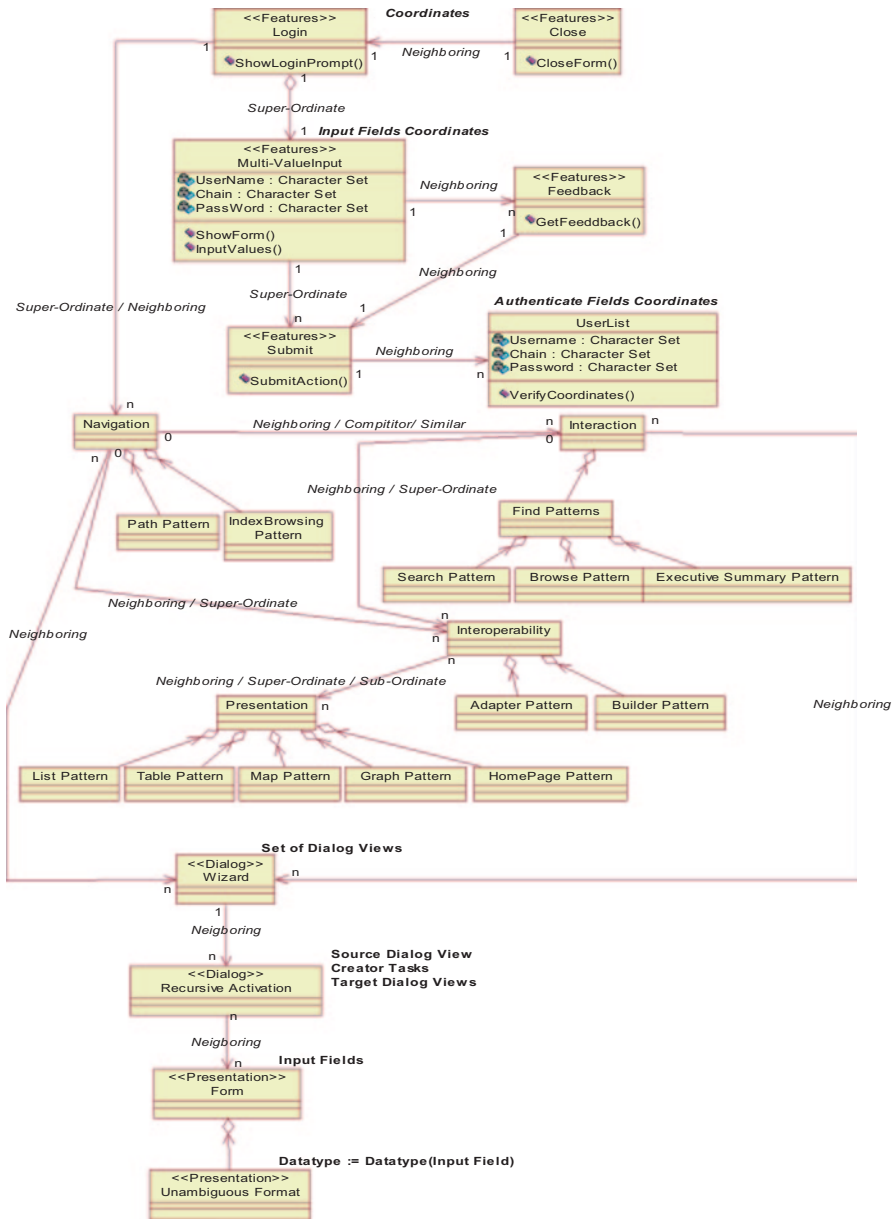 Coordinates
<<Features>>
Login
ShowLoginPrompt()
1
1
1
Neighboring
1
<<Features>>
Close
CloseForm()
Super-Ordinate
1
Input Fields Coordinates
<<Features>>
Multi-ValueInput
UserName : Character Set
Chain : Character Set
PassWord : Character Set
ShowForm()
InputValues()
Neighboring
1
n
<<Features>>
Feedback
GetFeeddback()
1
1
Neighboring
1
Super-Ordinate
n
Super-Ordinate / Neighboring
n
<<Features>>
Submit
SubmitAction()
Neighboring
1
n
Authenticate Fields Coordinates
UserList
Username : Character Set
Chain : Character Set
Password : Character Set
VerifyCoordinates()
Navigation
0
n
0
Neighboring / Compititor/ Similar
n
0
Interaction
n
Path Pattern
IndexBrowsing
Pattern
Neighboring / Super-Ordinate
Find Patterns
Search Pattern
Browse Pattern
Executive Summary Pattern
Neighboring / Super-Ordinate
n
n
Interoperability
n
Neighboring
Neighboring / Super-Ordinate / Sub-Ordinate
n
Presentation
Adapter Pattern
Builder Pattern
Neighboring
List Pattern
Table Pattern
Map Pattern
Graph Pattern
HomePage Pattern
Set of Dialog Views
<<Dialog>>
Wizard
n
n
1
Neigboring
n
Source Dialog View
Creator Tasks
Target Dialog Views
<<Dialog>>
Recursive Activation
n
Neigboring
n
Input Fields
<<Presentation>>
Form
Datatype := Datatype(Input Field)
<<Presentation>>
Unambiguous Format